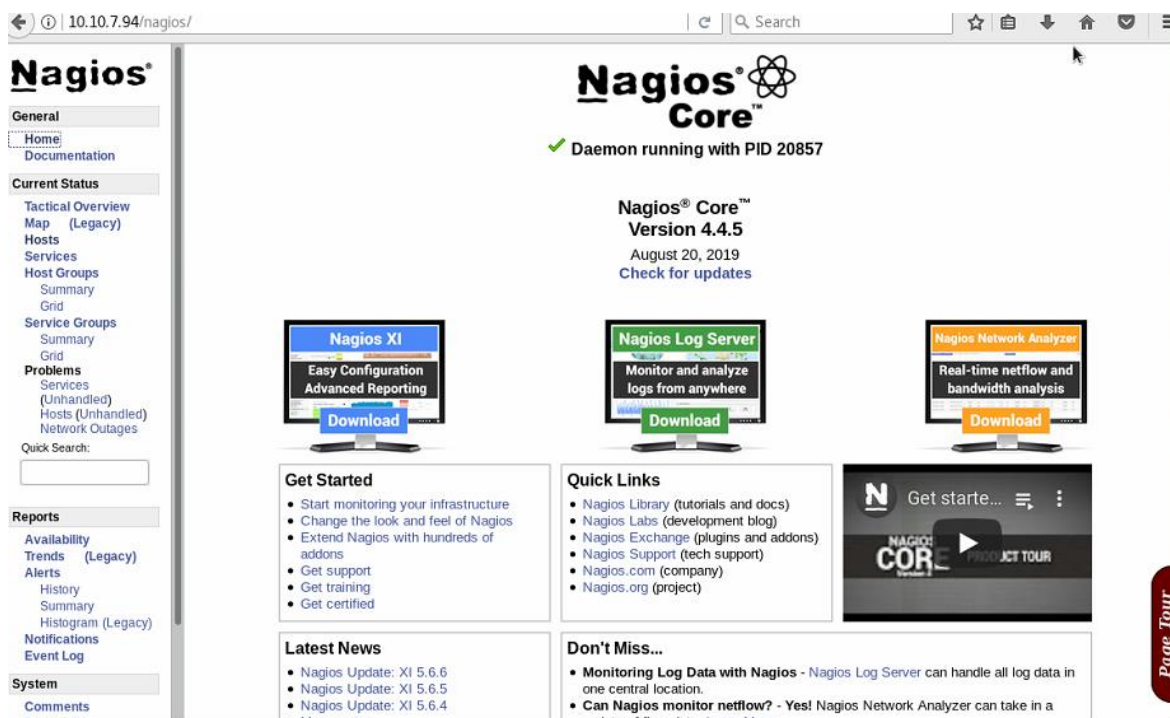 10.10.7.94/nagios/
Search
Nagios®
General
Home
Documentation
Current Status
Tactical Overview
Map (Legacy)
Hosts
Services
Host Groups
Summary
Grid
Service Groups
Summary
Grid
Problems
Services
(Unhandled)
Hosts (Unhandled)
Network Outages
Quick Search:
Reports
Availability
Trends (Legacy)
Alerts
History
Summary
Histogram (Legacy)
Notifications
Event Log
System
Comments
Nagios®
Core™
Daemon running with PID 20857
Nagios® Core™
Version 4.4.5
August 20, 2019
Check for updates
Nagios XI
Easy Configuration
Advanced Reporting
Download
Nagios Log Server
Monitor and analyze
logs from anywhere
Download
Nagios Network Analyzer
Real-time netflow and
bandwidth analysis
Download
Get Started
Start monitoring your infrastructure
Change the look and feel of Nagios
Extend Nagios with hundreds of
addons
Get support
Get training
Get certified
Quick Links
Nagios Library (tutorials and docs)
Nagios Labs (development blog)
Nagios Exchange (plugins and addons)
Nagios Support (tech support)
Nagios.com (company)
Nagios.org (project)
N Get starte...
NAGIOS
CORE PRODUCT TOUR
Latest News
Nagios Update: XI 5.6.6
Nagios Update: XI 5.6.5
Nagios Update: XI 5.6.4
Don't Miss...
Monitoring Log Data with Nagios - Nagios Log Server can handle all log data in
one central location.
Can Nagios monitor netflow? - Yes! Nagios Network Analyzer can take in a
Page Tour